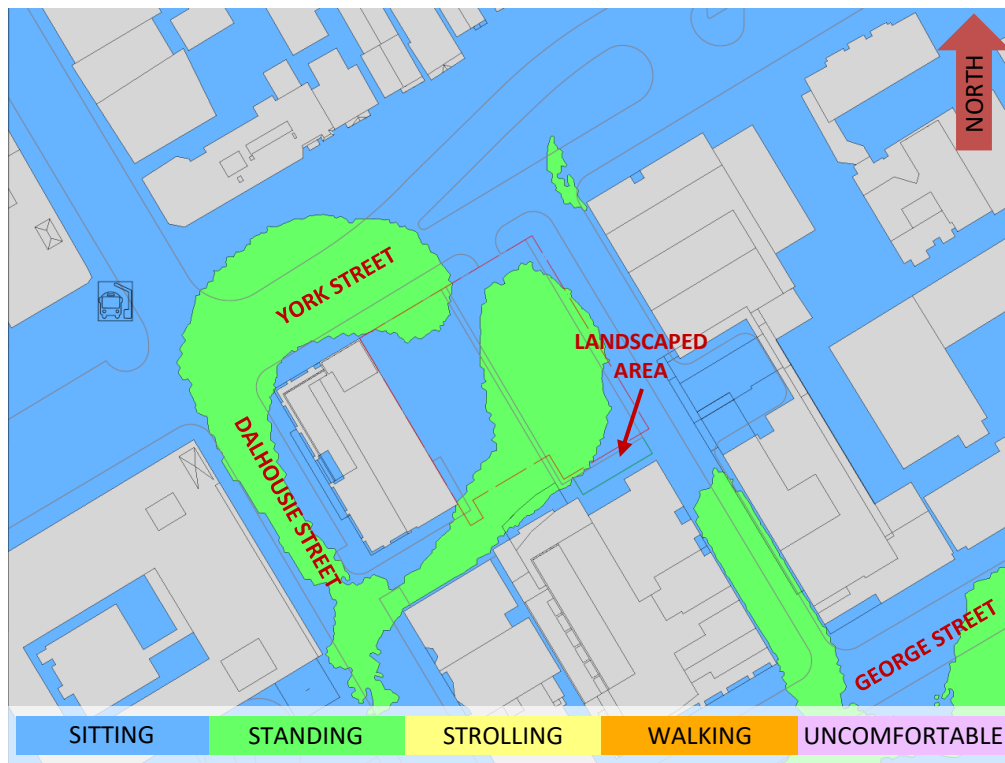 NORTH
YORK STREET
LANDSCAPED
AREA
DALHOUSIE STREET
GEORGE STREET
SITTING
STANDING
STROLLING
WALKING
UNCOMFORTABLE